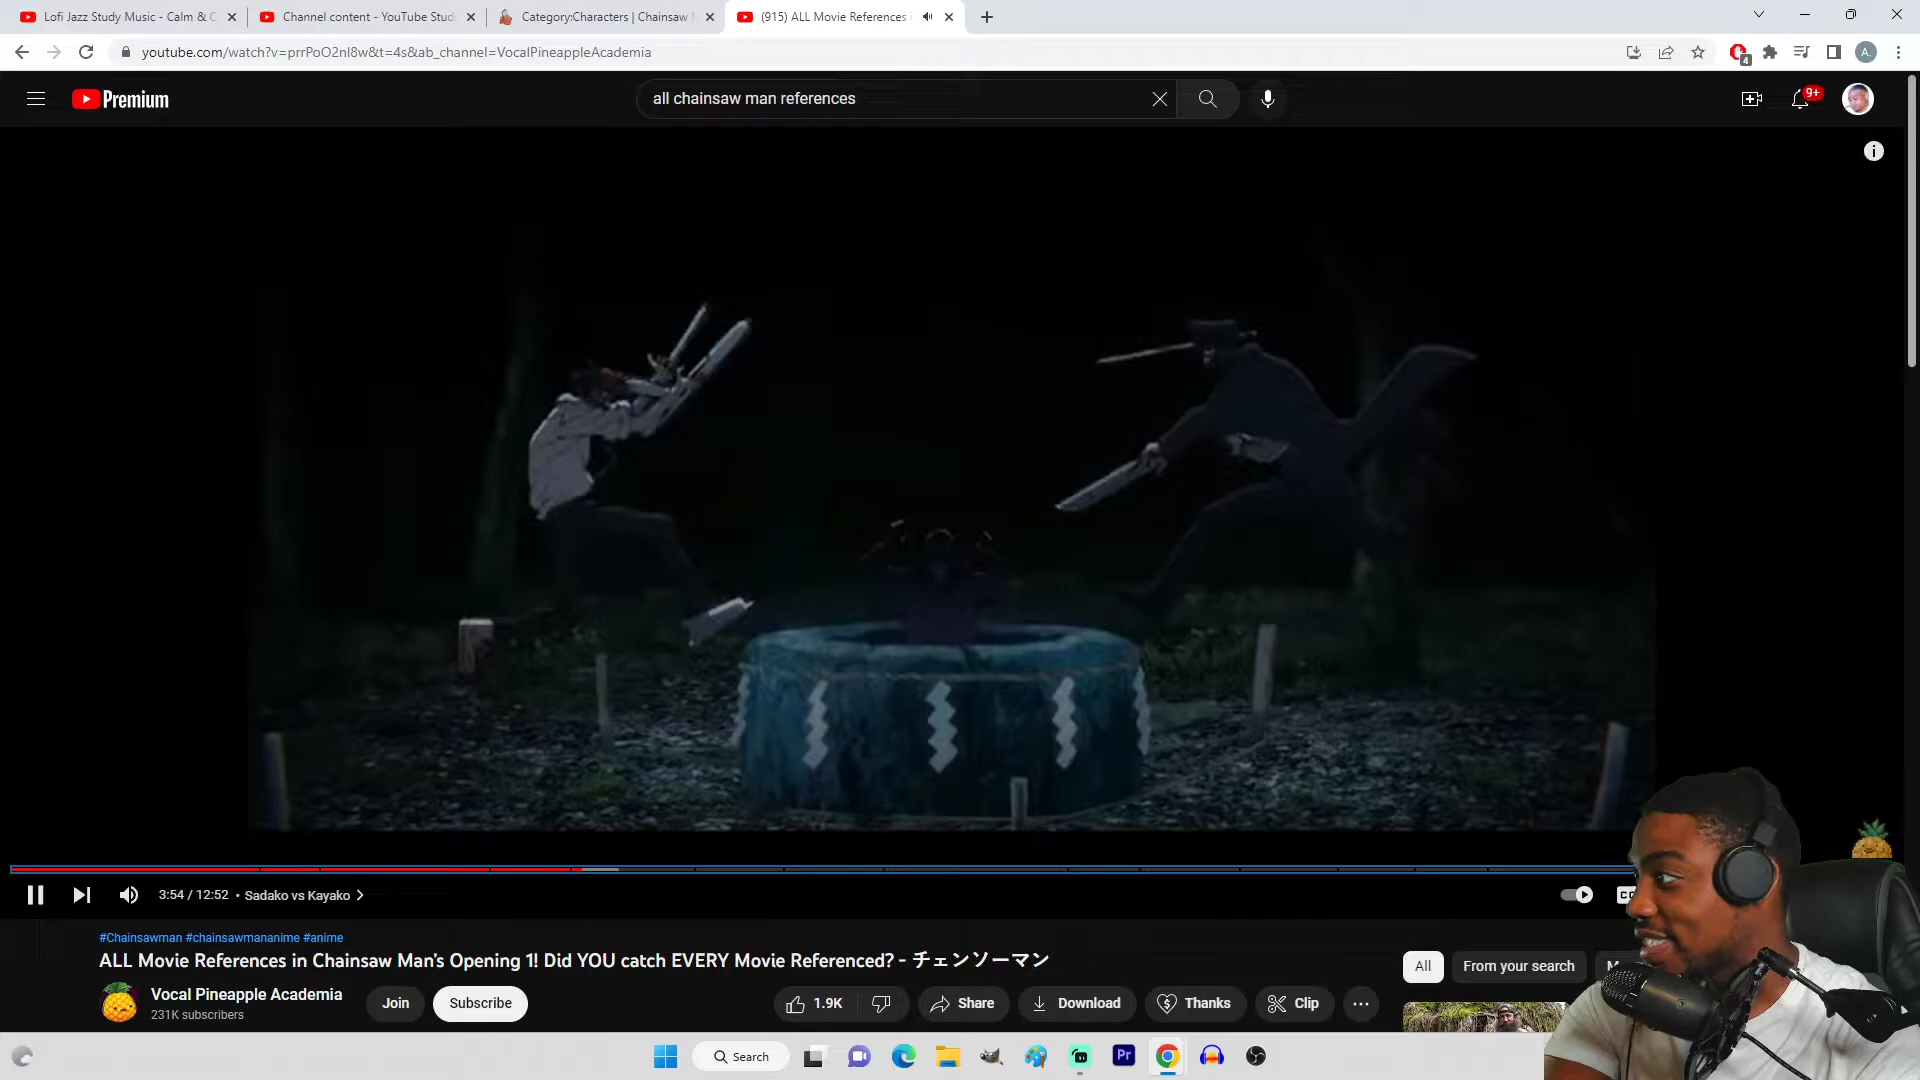 Lofi Jazz Study Music - Calm & C
Channel content - YouTube Stud
Category:Characters | Chainsaw
(915) ALL Movie References
youtube.com/watch?v=prrPoO2nI8w&t=4s&ab_channel=VocalPineappleAcademia
4
A.
Premium
all chainsaw man references
9+
3:54 / 12:52 • Sadako vs Kayako
#Chainsawman #chainsawmananime #anime
ALL Movie References in Chainsaw Man's Opening 1! Did YOU catch EVERY Movie Referenced? - チェンソーマン
All
From your search
Vocal Pineapple Academia
231K subscribers
Join
Subscribe
1.9K
Share
Download
Thanks
Clip
Search
Pr